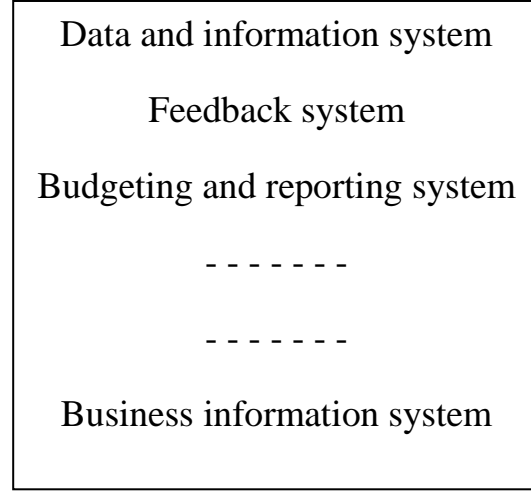 Data and information system
Feedback system
Budgeting and reporting system
- - - - - - -
- - - - - - -
Business information system